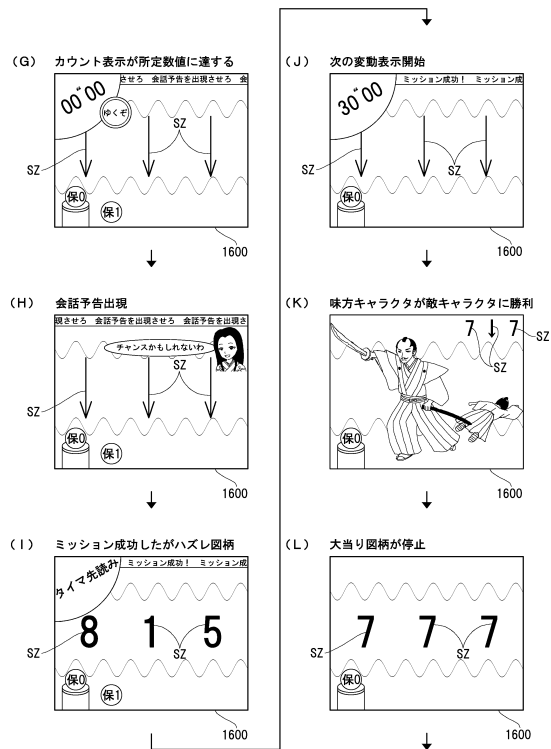 (G) カウント表示が所定数値に達する
させろ 会話予告を出現させろ 会
00"00
ゆくぞ
SZ
SZ
保0
保1
1600
(H) 会話予告出現
現させろ 会話予告を出現させろ 会話予告を出現さ
チャンスかもしれないわ
SZ
SZ
保0
保1
1600
(I) ミッション成功したがハズレ図柄
タイマ先読み
ミッション成功! ミッション成
8 1 5
SZ
SZ
保0
保1
1600
(J) 次の変動表示開始
ミッション成功! ミッション成
30"00
SZ
SZ
保0
1600
(K) 味方キャラクタが敵キャラクタに勝利
7 7
SZ
SZ
保0
1600
(L) 大当り図柄が停止
7 7 7
SZ
SZ
保0
1600